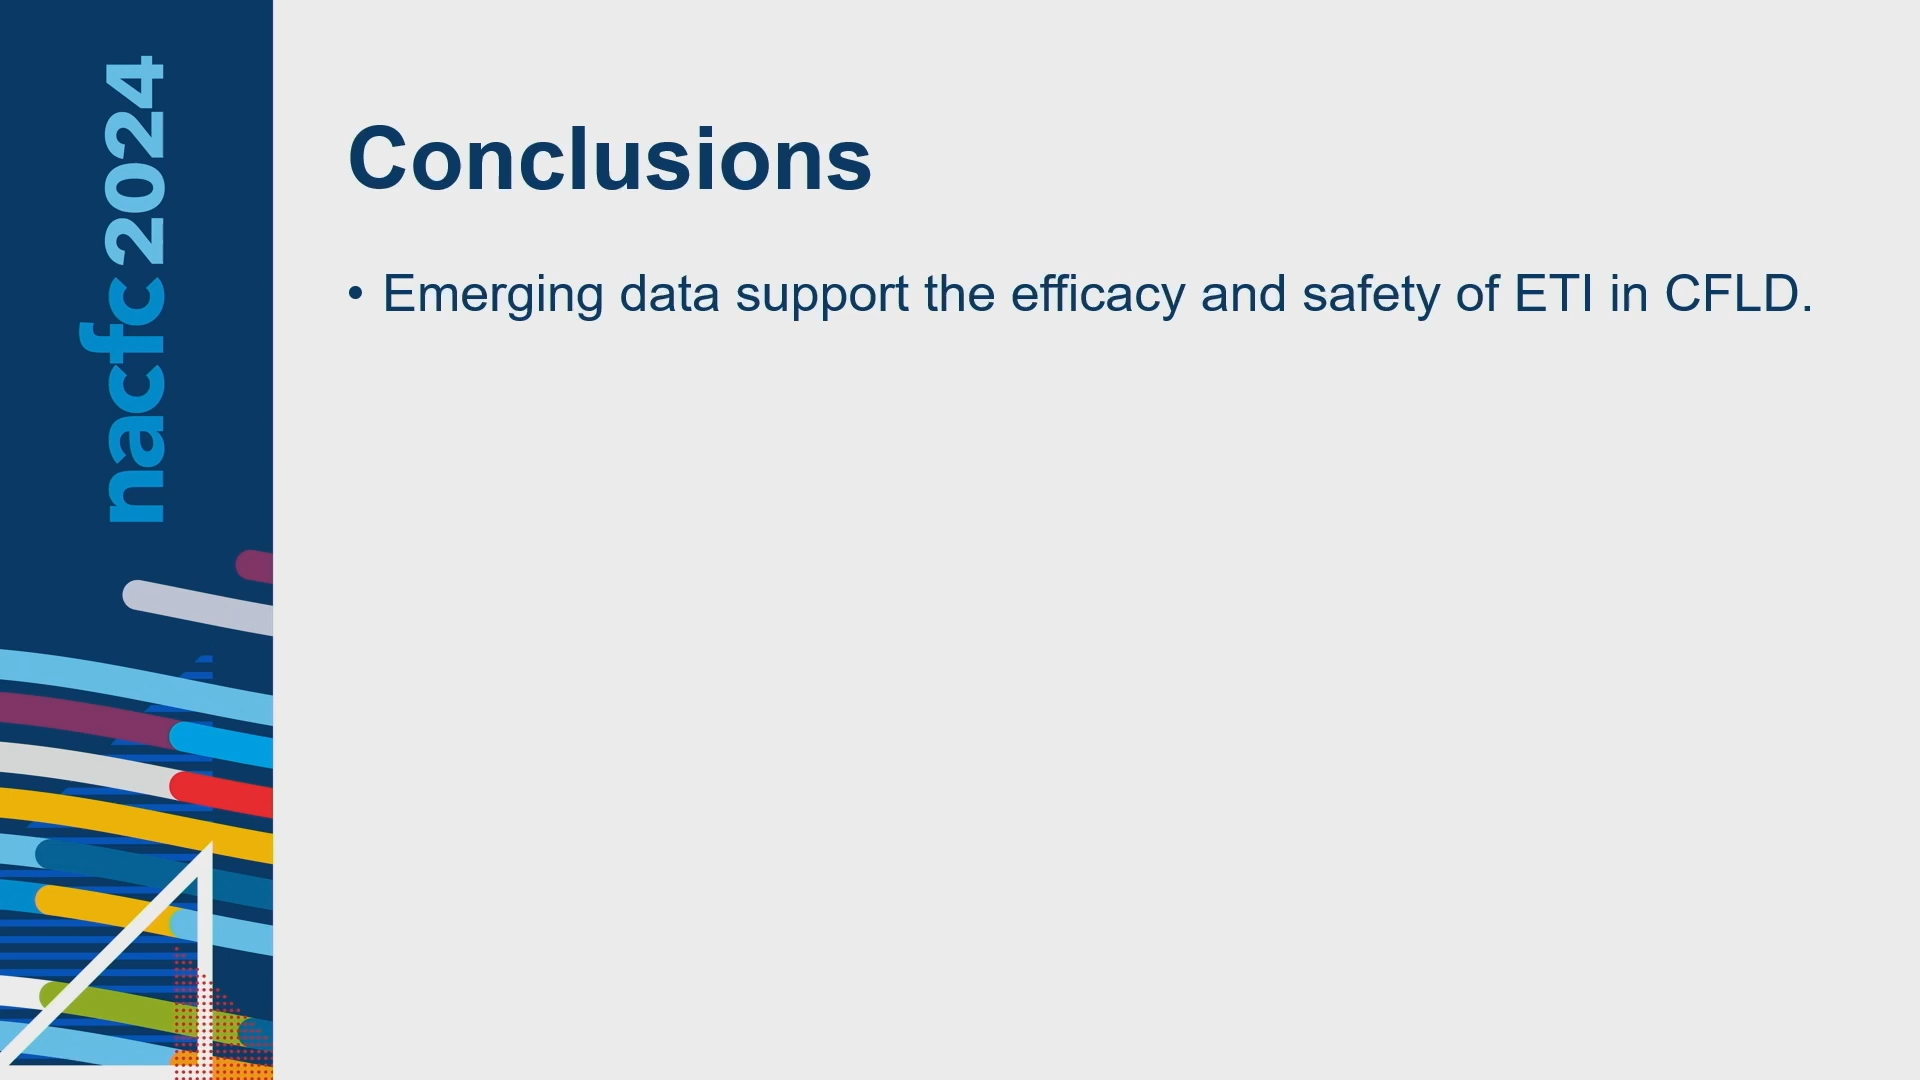 nacfc2024
Conclusions
• Emerging data support the efficacy and safety of ETI in CFLD.